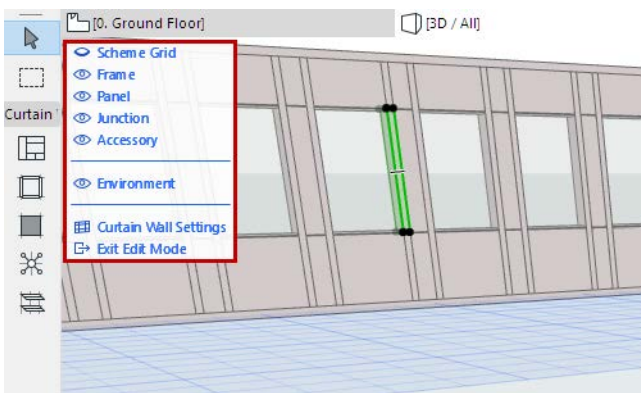 [0. Ground Floor]
[3D / All]
Scheme Grid
Frame
Panel
Curtain
Junction
Accessory
Environment
Curtain Wall Settings
Exit Edit Mode